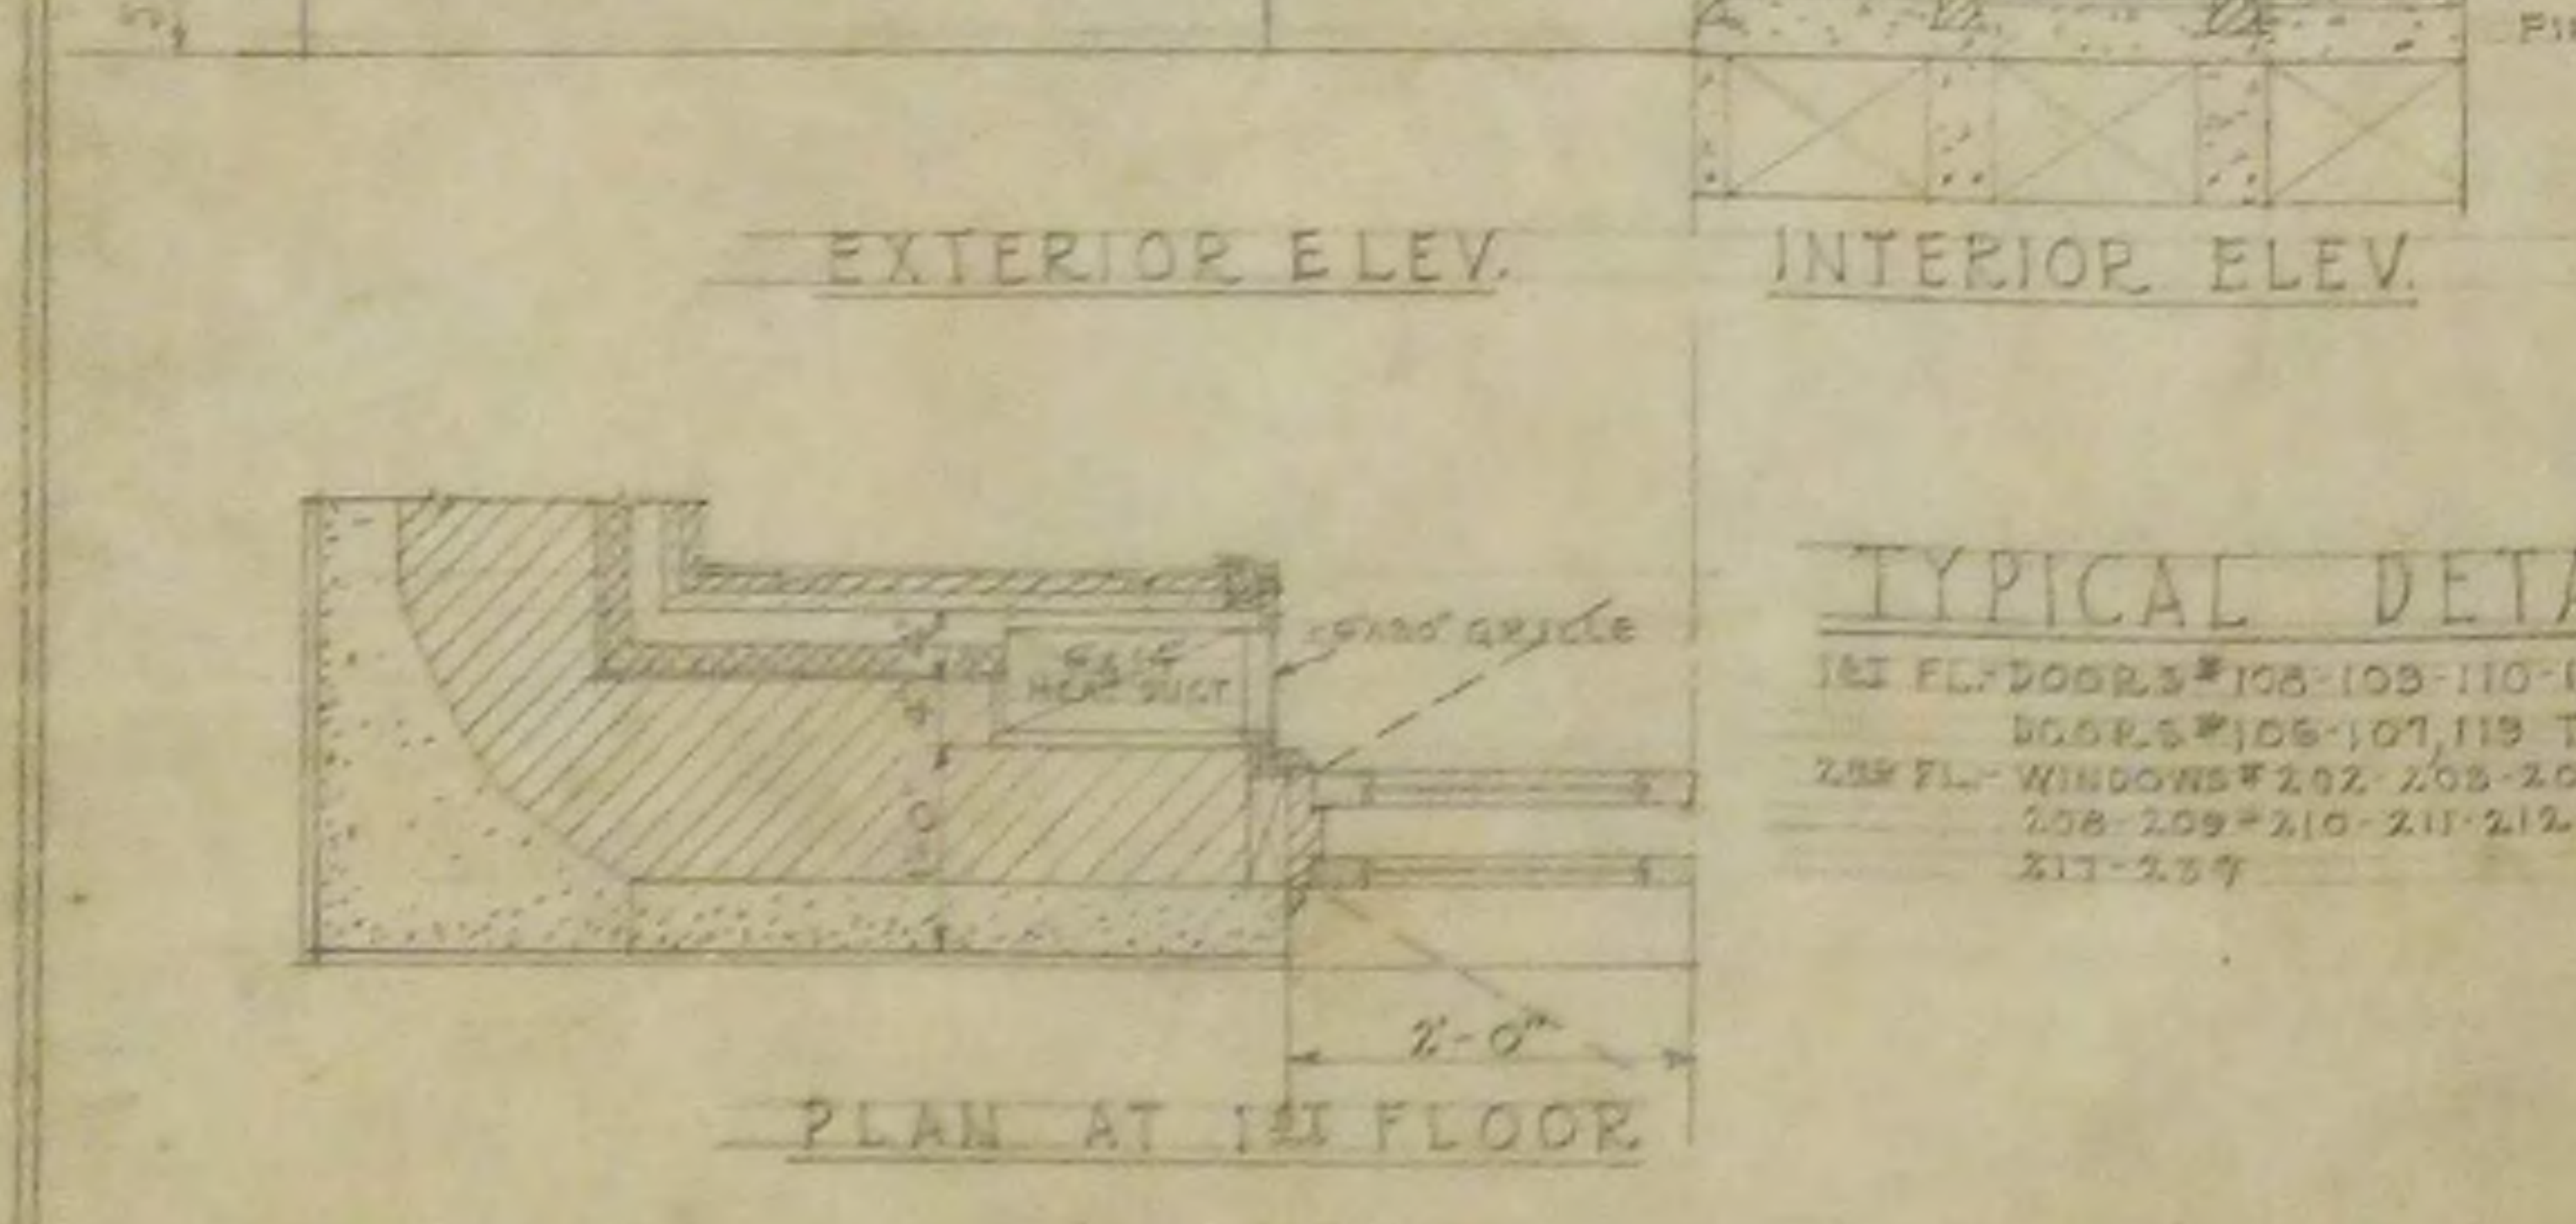 EXTERIOR ELEV.
INTERIOR ELEV.
TYPICAL DETA
GRILLE
HEAT DUCT
1ST FL.-DOORS #108-109-110-1
DOORS #106-107, 119 T
2ND FL.- WINDOWS #202-203-20
208-209-210-211-212
2'-0"
PLAN AT 1ST FLOOR